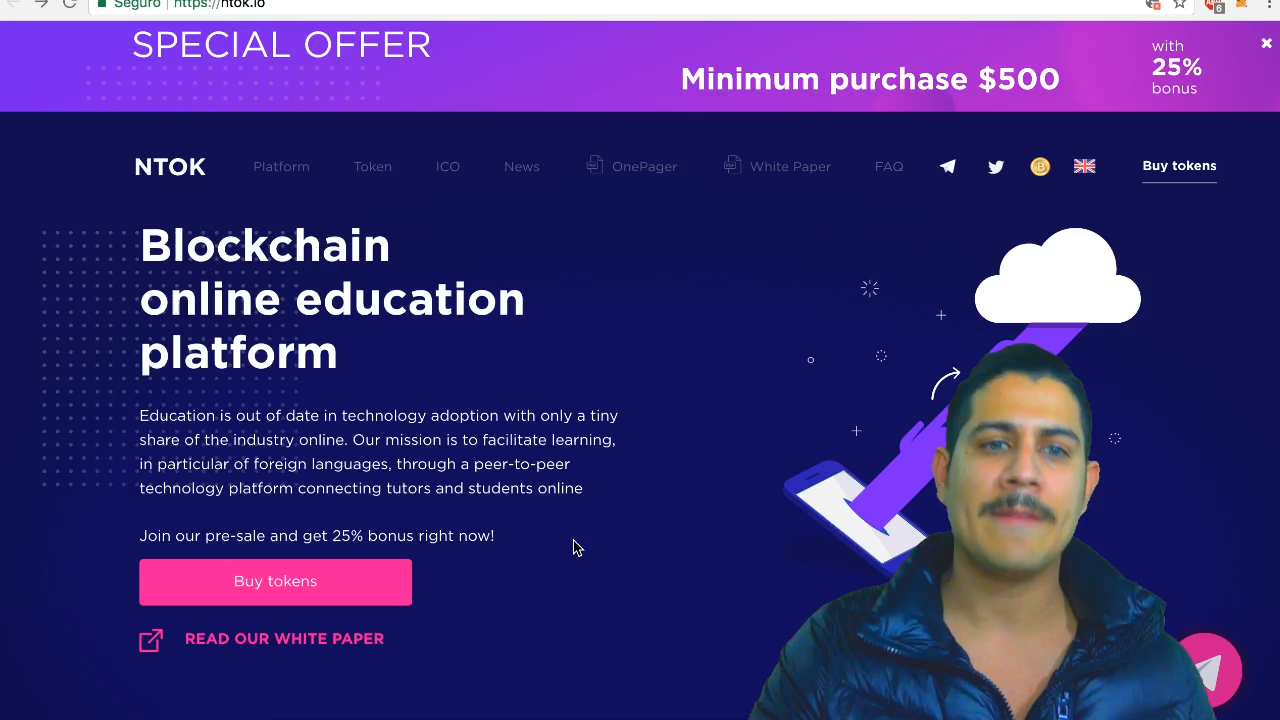 Seguro https://ntok.io
6
SPECIAL OFFER
Minimum purchase $500
with
25%
bonus
NTOK Platform Token ICO News OnePager White Paper FAQ Buy tokens
Blockchain
online education
platform
Education is out of date in technology adoption with only a tiny
share of the industry online. Our mission is to facilitate learning,
in particular of foreign languages, through a peer-to-peer
technology platform connecting tutors and students online
Join our pre-sale and get 25% bonus right now!
Buy tokens
READ OUR WHITE PAPER